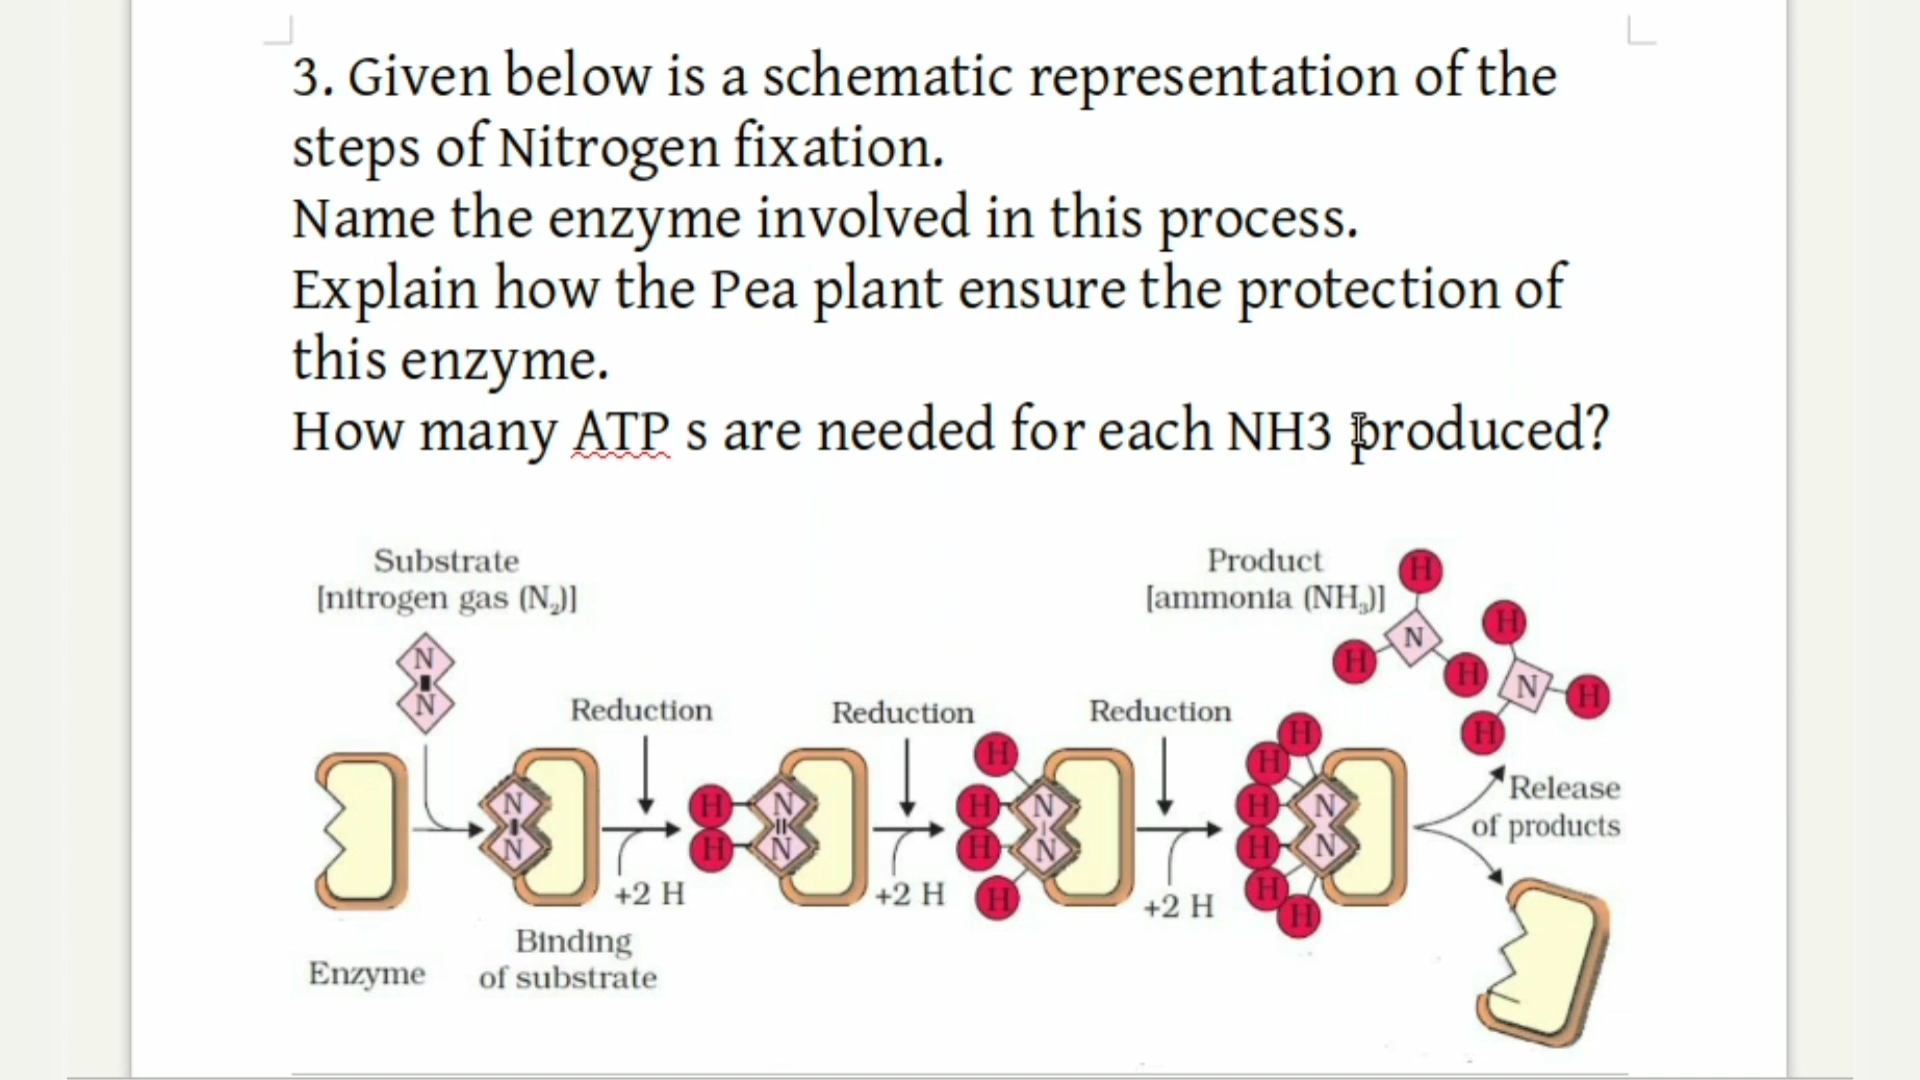 3. Given below is a schematic representation of the
steps of Nitrogen fixation.
Name the enzyme involved in this process.
Explain how the Pea plant ensure the protection of
this enzyme.
How many ATP s are needed for each NH3 produced?
Substrate
[nitrogen gas (N₂)]
Product
[ammonia (NH₃)]
H
N
H
H
H
N
H
H
N
N
Reduction
Reduction
Reduction
N
N
H
H
N
N
H
H
H
H
N
N
H
H
H
H
H
H
N
N
Release
of products
+2 H
+2 H
+2 H
Enzyme
Binding
of substrate